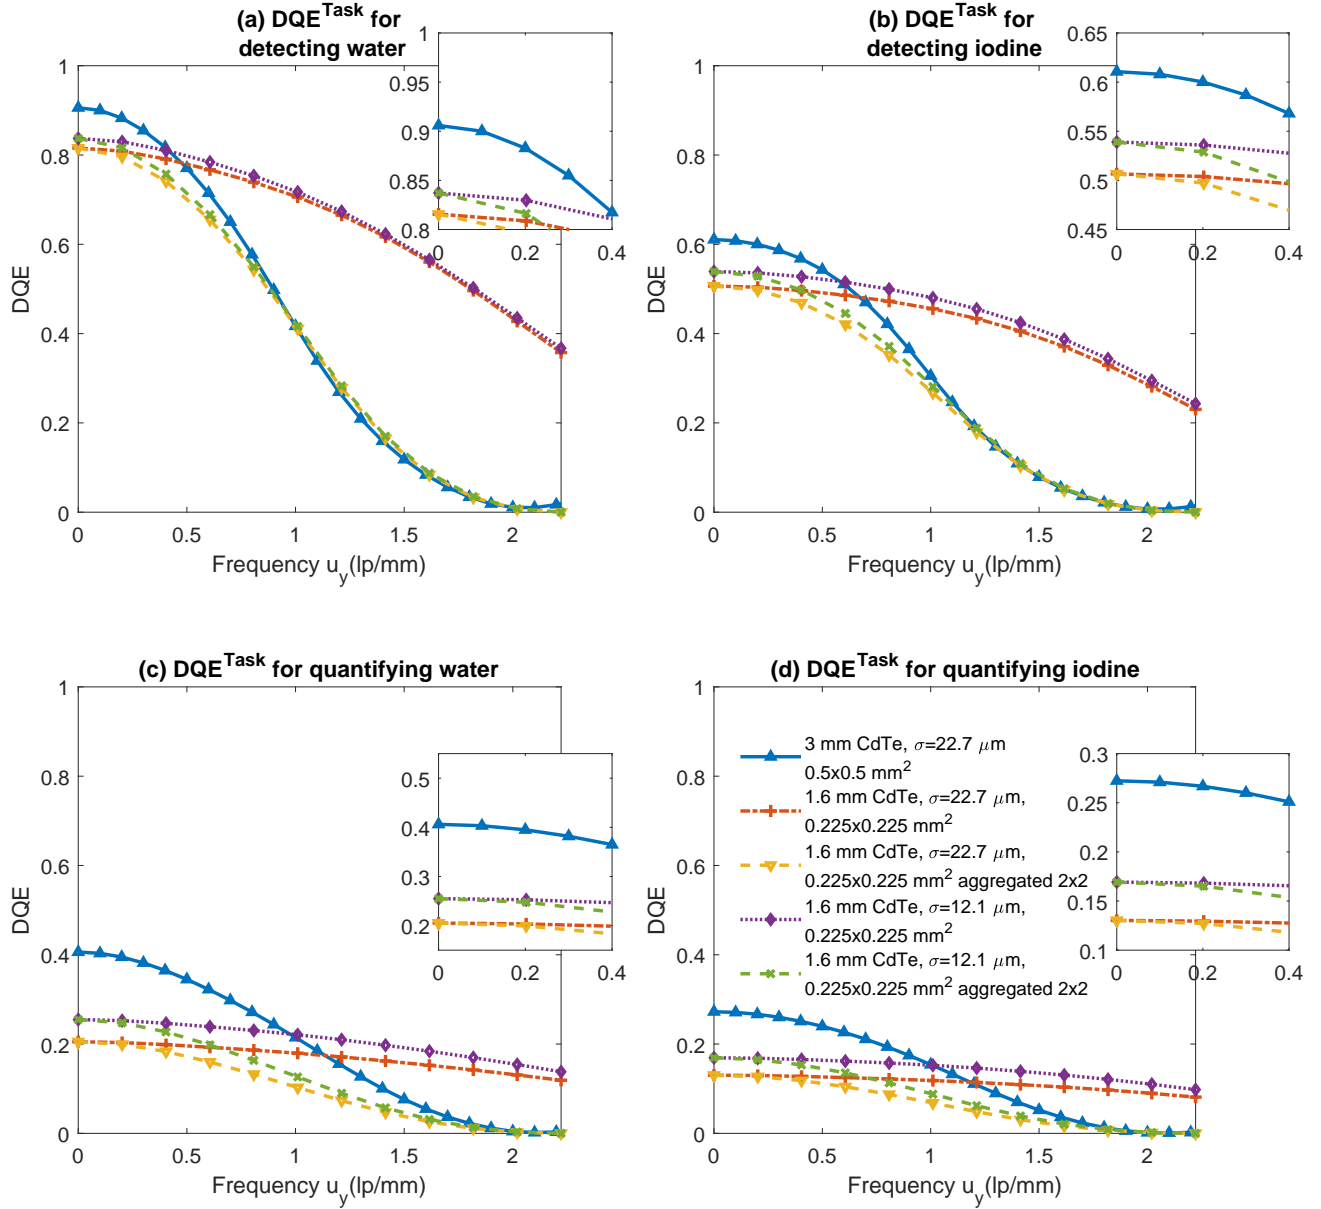 (a) DQE^Task for
detecting water
1
0.8
0.6
0.4
0.2
0
DQE
0 0.5 1 1.5 2
Frequency u_y(lp/mm)
1
0.95
0.9
0.85
0.8
0 0.2 0.4
(b) DQE^Task for
detecting iodine
1
0.8
0.6
0.4
0.2
0
DQE
0 0.5 1 1.5 2
Frequency u_y(lp/mm)
0.65
0.6
0.55
0.5
0.45
0 0.2 0.4
(c) DQE^Task for quantifying water
1
0.8
0.6
0.4
0.2
0
DQE
0 0.5 1 1.5 2
Frequency u_y(lp/mm)
0.5
0.4
0.3
0.2
0 0.2 0.4
(d) DQE^Task for quantifying iodine
1
0.8
0.6
0.4
0.2
0
DQE
0 0.5 1 1.5 2
Frequency u_y(lp/mm)
3 mm CdTe, σ=22.7 μm
0.5x0.5 mm²
1.6 mm CdTe, σ=22.7 μm,
0.225x0.225 mm²
1.6 mm CdTe, σ=22.7 μm,
0.225x0.225 mm² aggregated 2x2
1.6 mm CdTe, σ=12.1 μm,
0.225x0.225 mm²
1.6 mm CdTe, σ=12.1 μm,
0.225x0.225 mm² aggregated 2x2
0.3
0.25
0.2
0.15
0.1
0 0.2 0.4